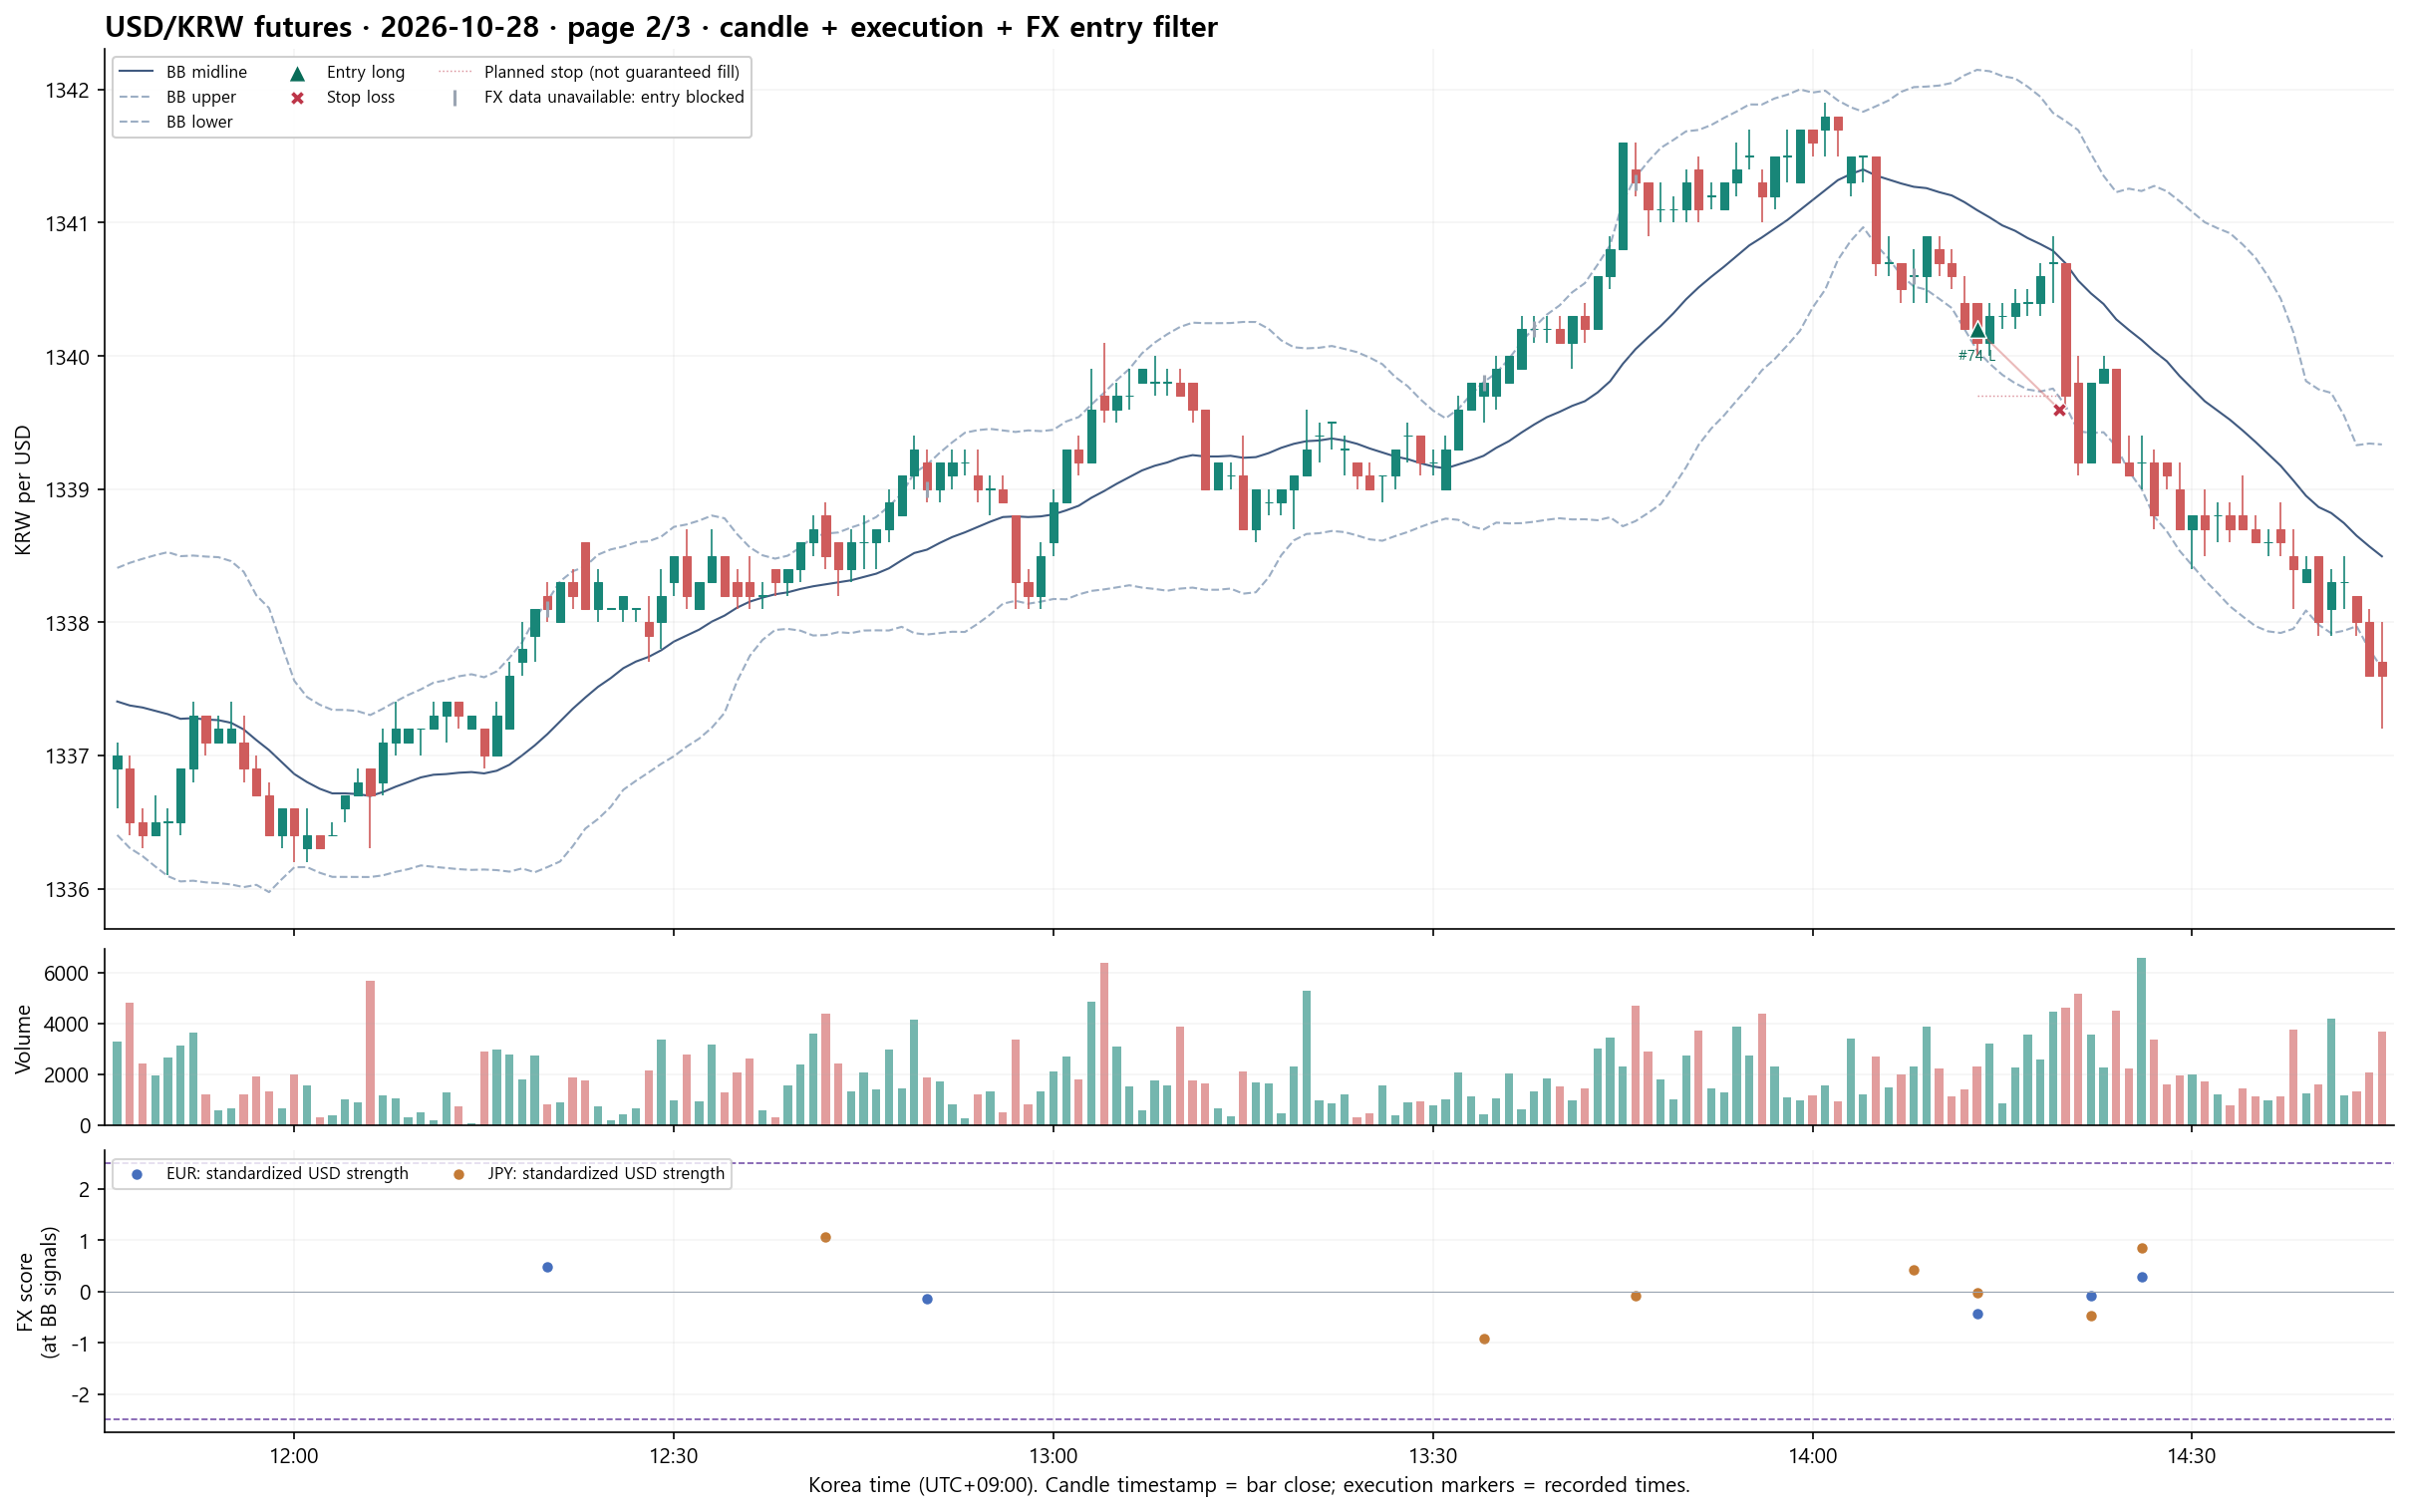 USD/KRW futures · 2026-10-28 · page 2/3 · candle + execution + FX entry filter
BB midline
BB upper
BB lower
Entry long
Stop loss
Planned stop (not guaranteed fill)
FX data unavailable: entry blocked
KRW per USD
1342
1341
1340
1339
1338
1337
1336
#74 L
Volume
6000
4000
2000
0
EUR: standardized USD strength
JPY: standardized USD strength
FX score
(at BB signals)
2
1
0
-1
-2
12:00
12:30
13:00
13:30
14:00
14:30
Korea time (UTC+09:00). Candle timestamp = bar close; execution markers = recorded times.